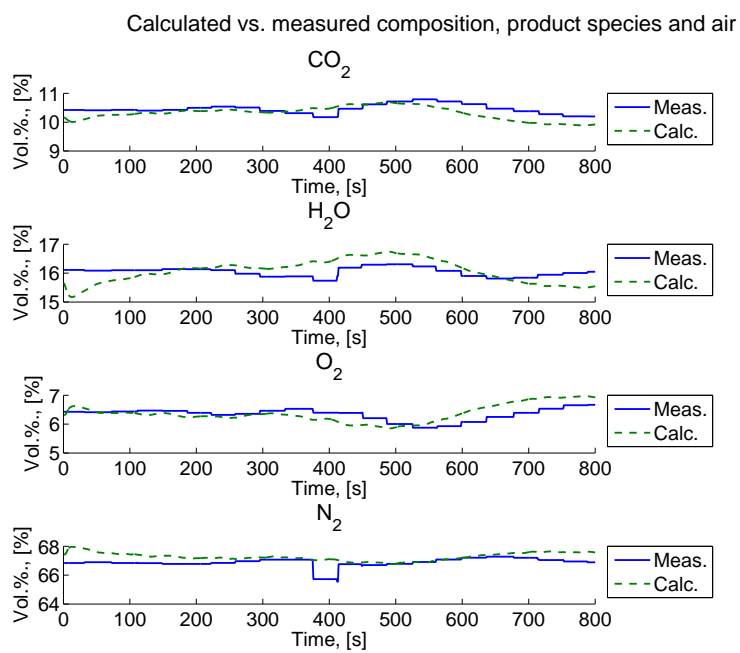 Calculated vs. measured composition, product species and air
CO2
Vol.%., [%]
11
10
9
0 100 200 300 400 500 600 700 800
Time, [s]
Meas.
Calc.
H2O
Vol.%., [%]
17
16
15
0 100 200 300 400 500 600 700 800
Time, [s]
Meas.
Calc.
O2
Vol.%., [%]
7
6
5
0 100 200 300 400 500 600 700 800
Time, [s]
Meas.
Calc.
N2
Vol.%., [%]
68
66
64
0 100 200 300 400 500 600 700 800
Time, [s]
Meas.
Calc.